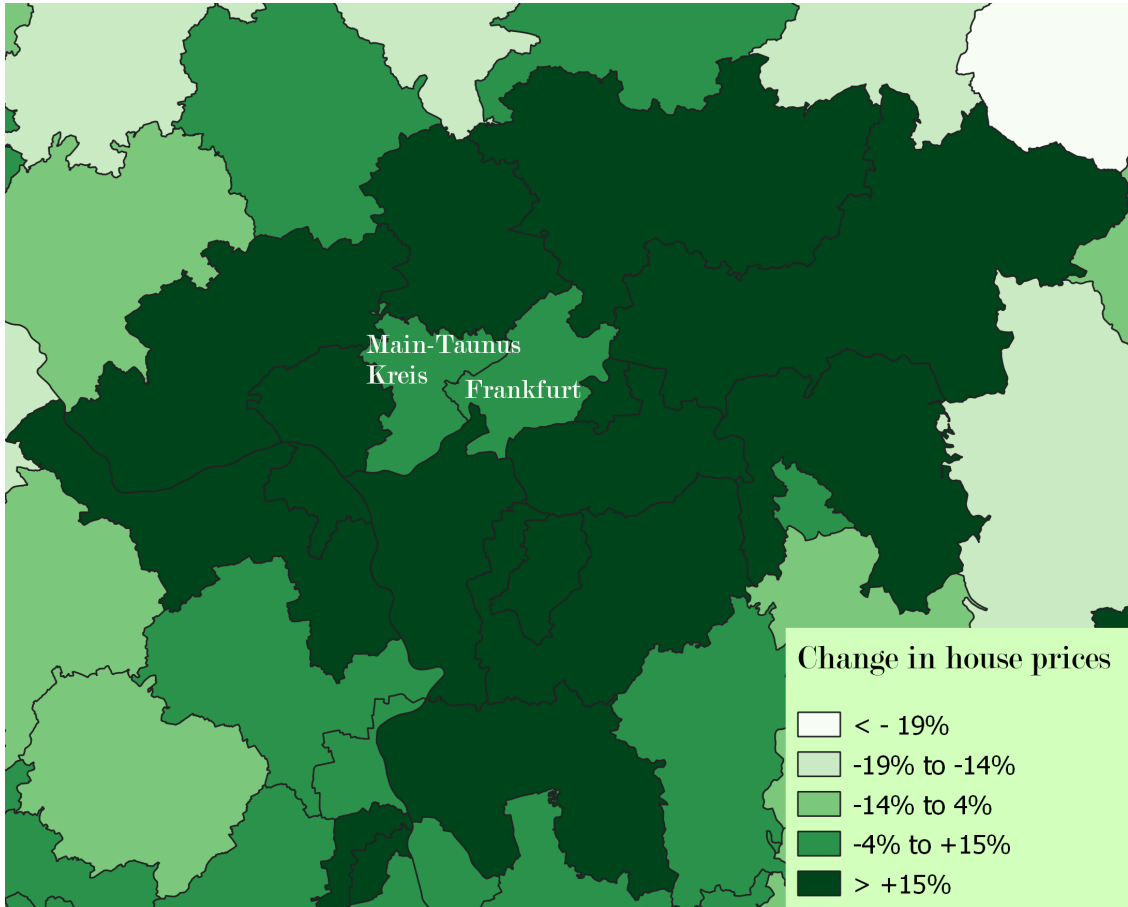 Main-Taunus
Kreis
Frankfurt
Change in house prices
< - 19%
-19% to -14%
-14% to 4%
-4% to +15%
> +15%